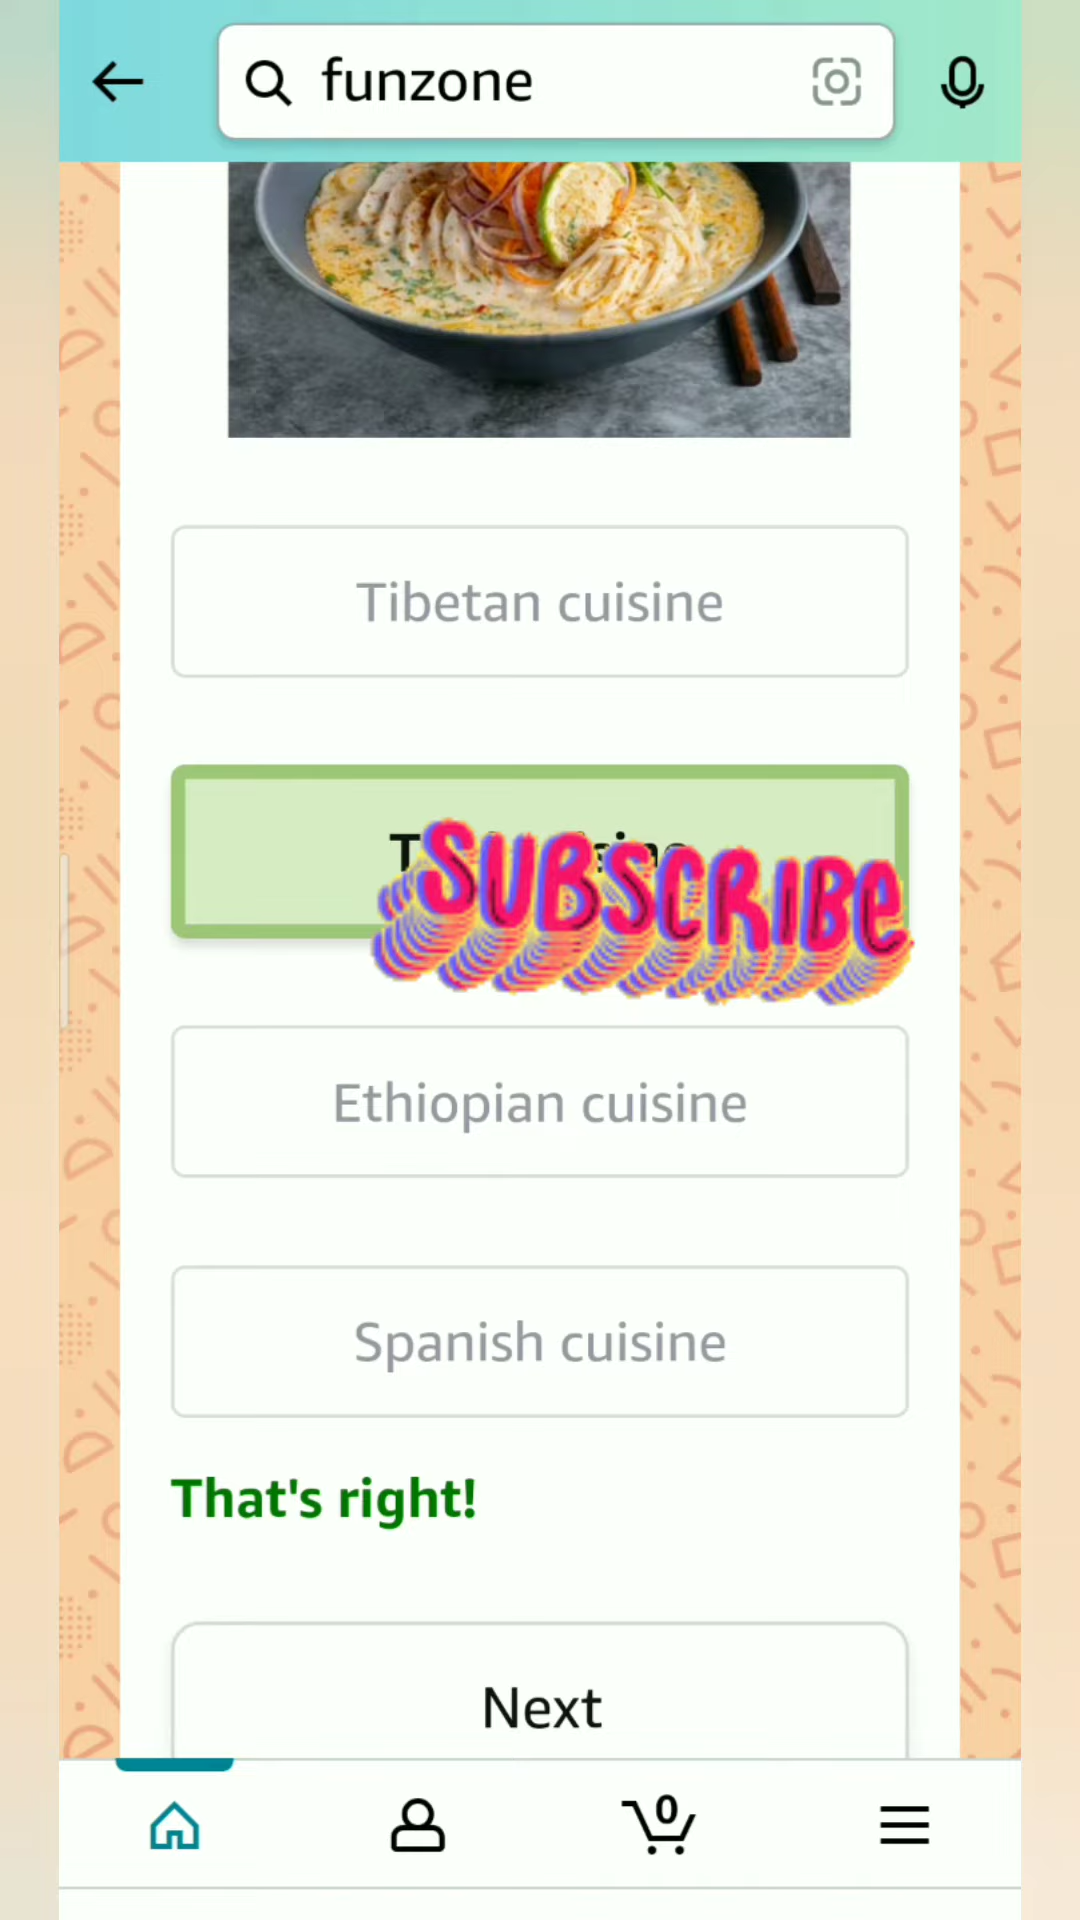 funzone
Tibetan cuisine
SUBSCRIBE
Ethiopian cuisine
Spanish cuisine
That's right!
Next
0